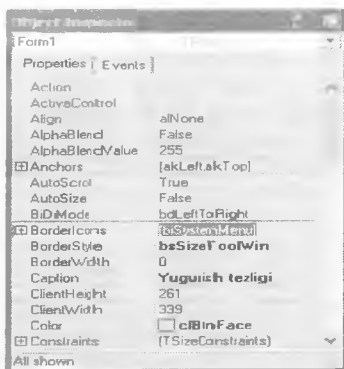 Object Inspector
Form1
Properties Events
Action
ActiveControl
Align alNone
AlphaBlend False
AlphaBlendValue 255
Anchors [akLeft,akTop]
AutoScroll True
AutoSize False
BiDiMode bdLeftToRight
BorderIcons [biSystemMenu]
BorderStyle bsSizeToolWin
BorderWidth 0
Caption Yugurish tezligi
ClientHeight 261
ClientWidth 339
Color clBtnFace
Constraints (TSizeConstraints)
All shown